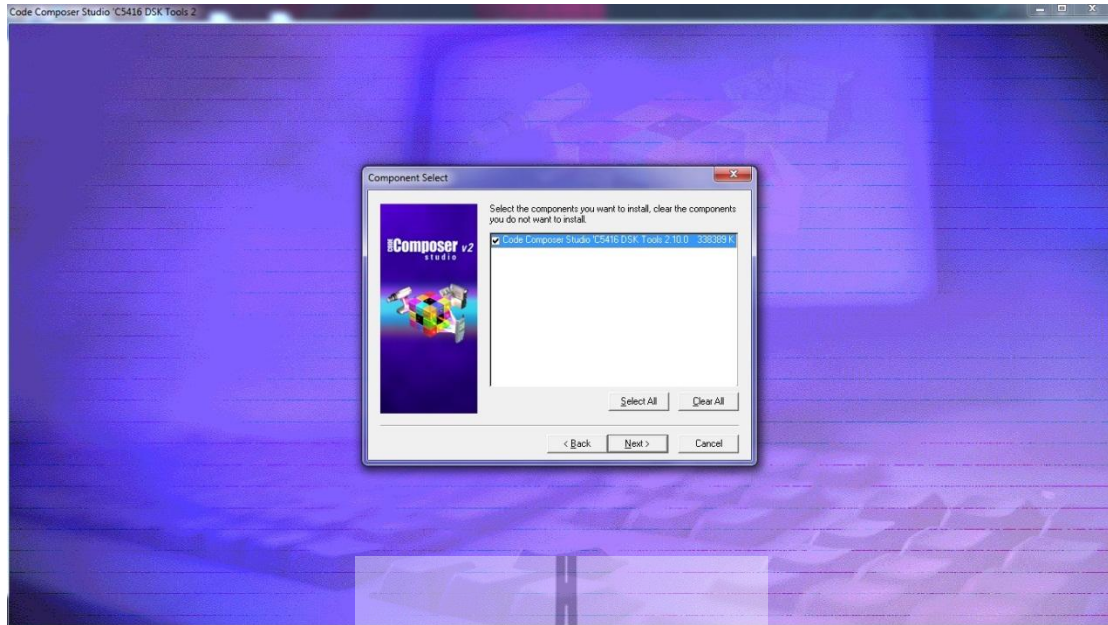 Code Composer Studio 'C5416 DSK Tools 2
Component Select
Select the components you want to install, clear the components
you do not want to install.
CODE Composer v2
studio
Code Composer Studio 'C5416 DSK Tools 2.10.0 338389 K
Select All Clear All
< Back Next > Cancel